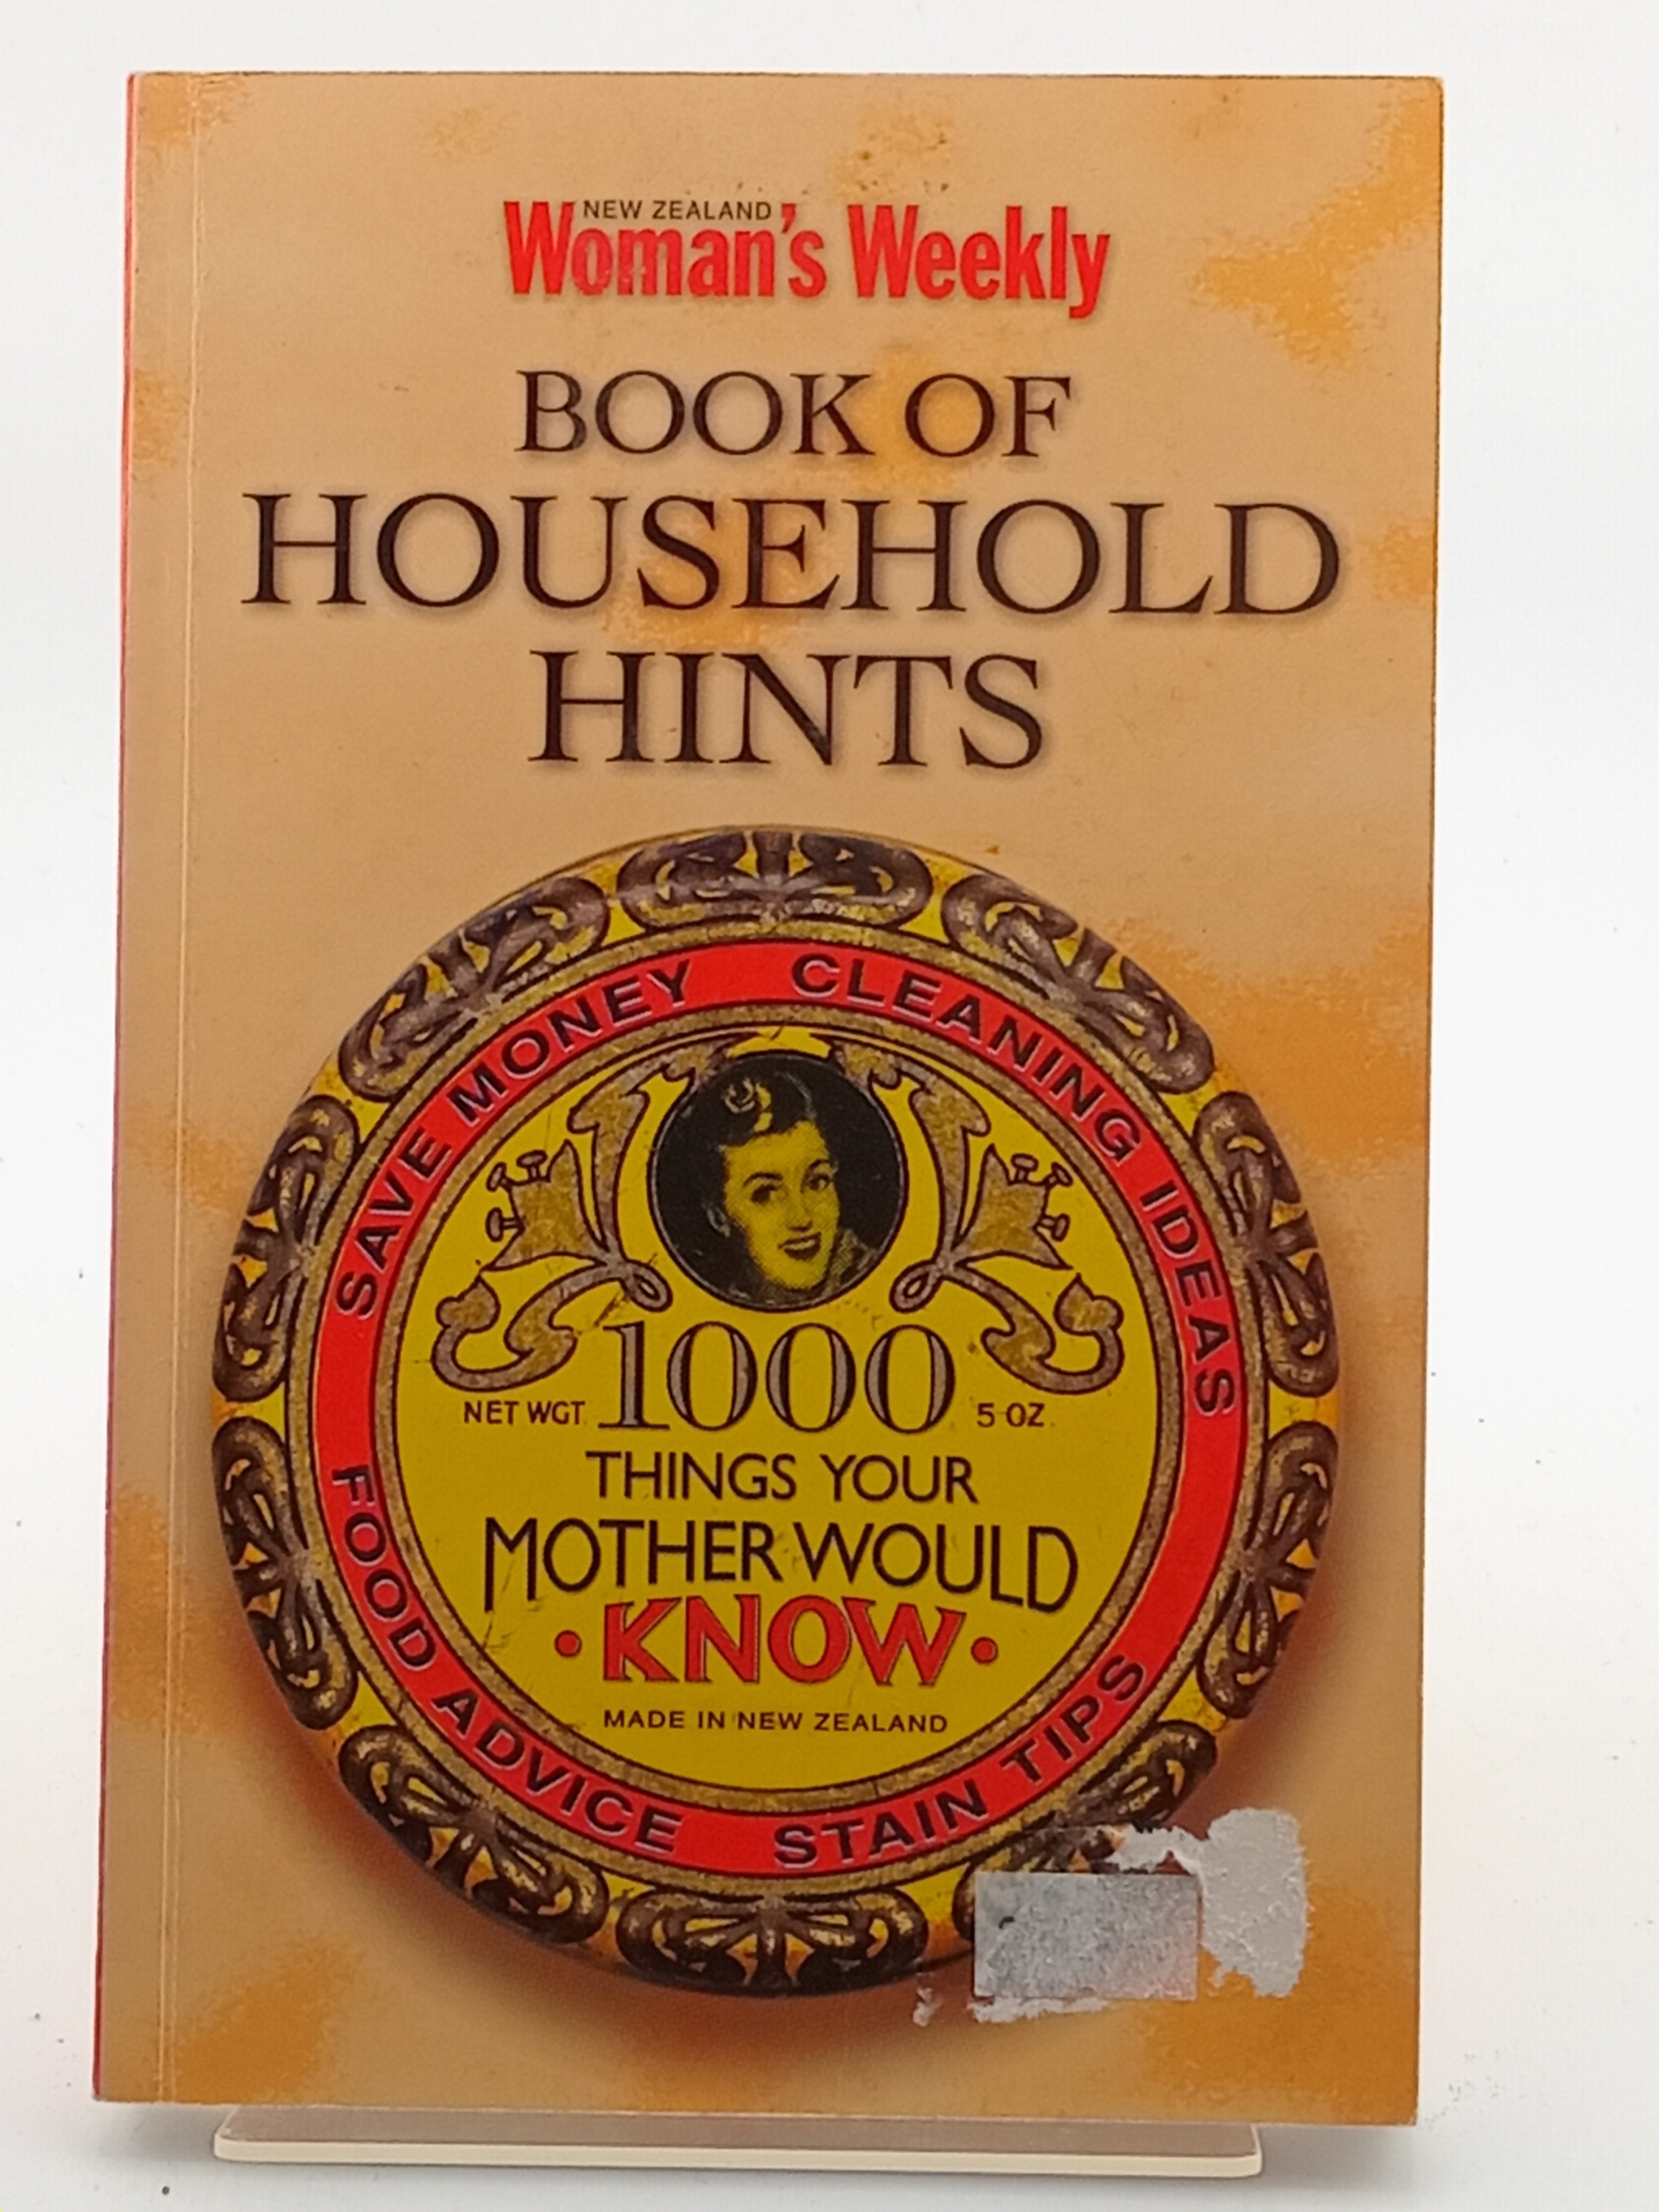 NEW ZEALAND
Woman's Weekly
BOOK OF
HOUSEHOLD
HINTS
SAVE MONEY
CLEANING IDEAS
1000
NET WGT.
5 OZ.
THINGS YOUR
MOTHER WOULD
• KNOW •
MADE IN NEW ZEALAND
FOOD ADVICE
STAIN TIPS